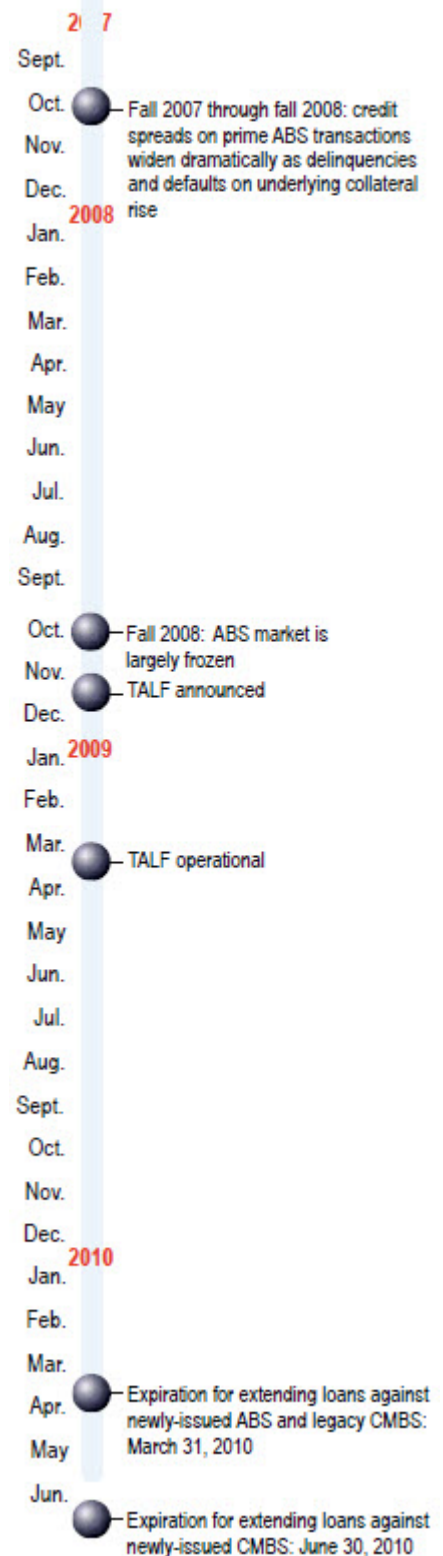 2007
Sept.
Oct.
Fall 2007 through fall 2008: credit
spreads on prime ABS transactions
widen dramatically as delinquencies
and defaults on underlying collateral
rise
Nov.
Dec.
2008
Jan.
Feb.
Mar.
Apr.
May
Jun.
Jul.
Aug.
Sept.
Oct.
Fall 2008: ABS market is
largely frozen
Nov.
TALF announced
Dec.
2009
Jan.
Feb.
Mar.
TALF operational
Apr.
May
Jun.
Jul.
Aug.
Sept.
Oct.
Nov.
Dec.
2010
Jan.
Feb.
Mar.
Apr.
Expiration for extending loans against
newly-issued ABS and legacy CMBS:
March 31, 2010
May
Jun.
Expiration for extending loans against
newly-issued CMBS: June 30, 2010